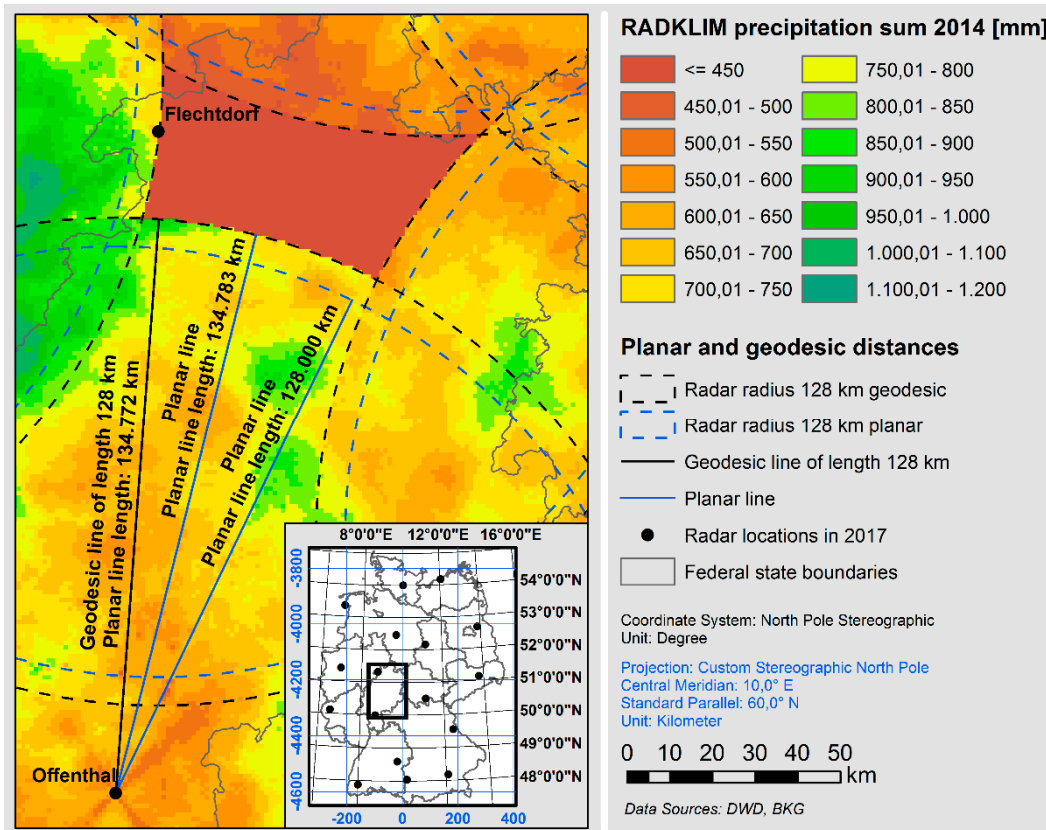 Flechtdorf
Geodesic line of length 128 km
Planar line length: 134.772 km
Planar line
Planar line length: 134.783 km
Planar line
Planar line length: 128.000 km
Offenthal
8°0'0"E 12°0'0"E 16°0'0"E
-3800
-4000
-4200
-4400
-4600
54°0'0"N
53°0'0"N
52°0'0"N
51°0'0"N
50°0'0"N
49°0'0"N
48°0'0"N
-200 0 200 400
RADKLIM precipitation sum 2014 [mm]
<= 450
450,01 - 500
500,01 - 550
550,01 - 600
600,01 - 650
650,01 - 700
700,01 - 750
750,01 - 800
800,01 - 850
850,01 - 900
900,01 - 950
950,01 - 1.000
1.000,01 - 1.100
1.100,01 - 1.200
Planar and geodesic distances
Radar radius 128 km geodesic
Radar radius 128 km planar
Geodesic line of length 128 km
Planar line
Radar locations in 2017
Federal state boundaries
Coordinate System: North Pole Stereographic
Unit: Degree
Projection: Custom Stereographic North Pole
Central Meridian: 10,0° E
Standard Parallel: 60,0° N
Unit: Kilometer
0 10 20 30 40 50
km
Data Sources: DWD, BKG